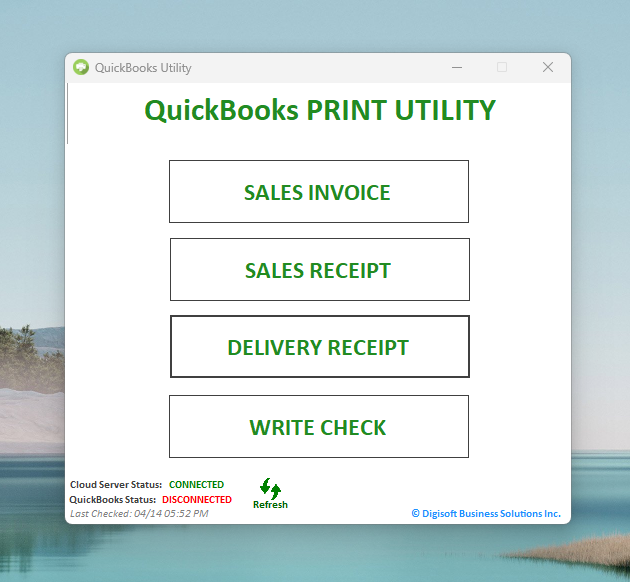 QuickBooks Utility
QuickBooks PRINT UTILITY
SALES INVOICE
SALES RECEIPT
DELIVERY RECEIPT
WRITE CHECK
Cloud Server Status: CONNECTED
QuickBooks Status: DISCONNECTED
Last Checked: 04/14 05:52 PM
Refresh
© Digisoft Business Solutions Inc.